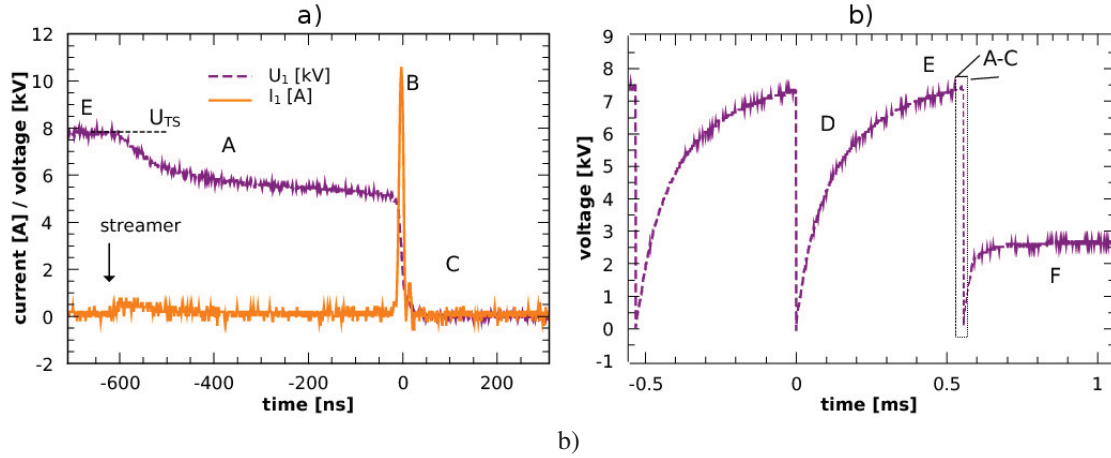 a)
12
10
8
6
4
2
0
-2
current [A] / voltage [kV]
-600 -400 -200 0 200
time [ns]
U₁ [kV]
I₁ [A]
E
U_TS
A
B
C
streamer
b)
9
8
7
6
5
4
3
2
1
0
-1
voltage [kV]
-0.5 0 0.5 1
time [ms]
D
E
A-C
F
b)